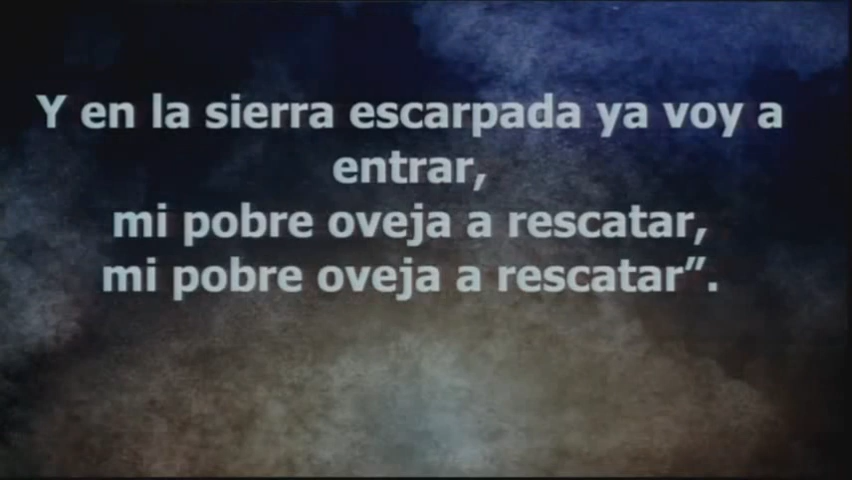 Y en la sierra escarpada ya voy a
entrar,
mi pobre oveja a rescatar,
mi pobre oveja a rescatar”.